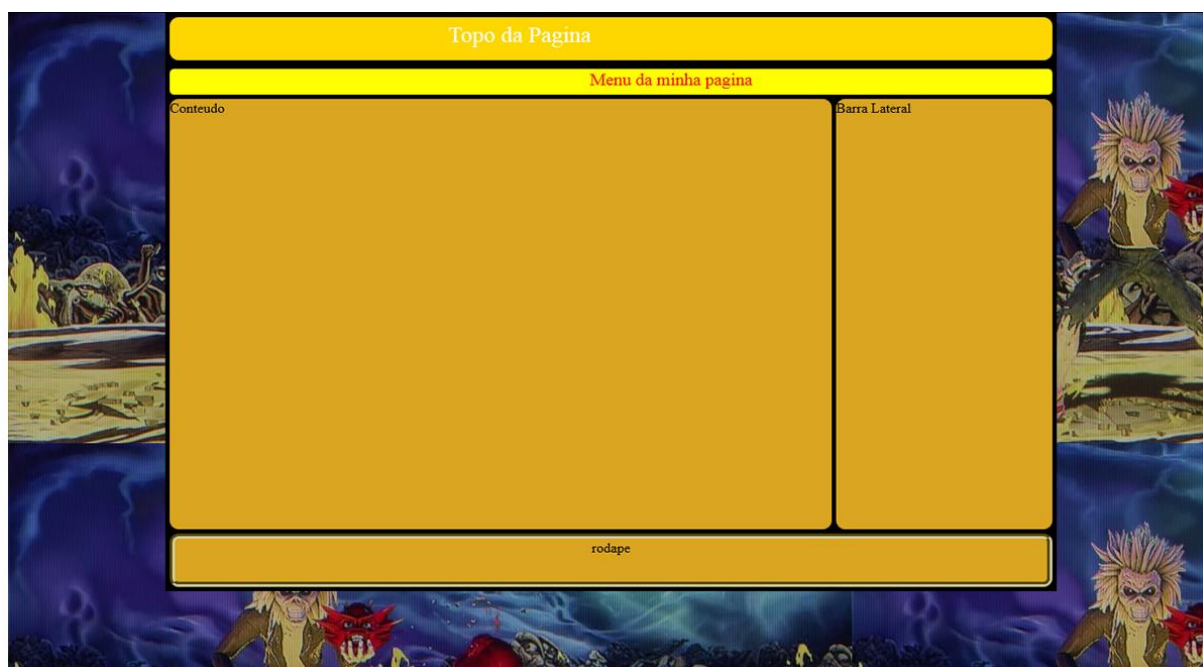 Topo da Pagina
Menu da minha pagina
Conteudo
Barra Lateral
rodape